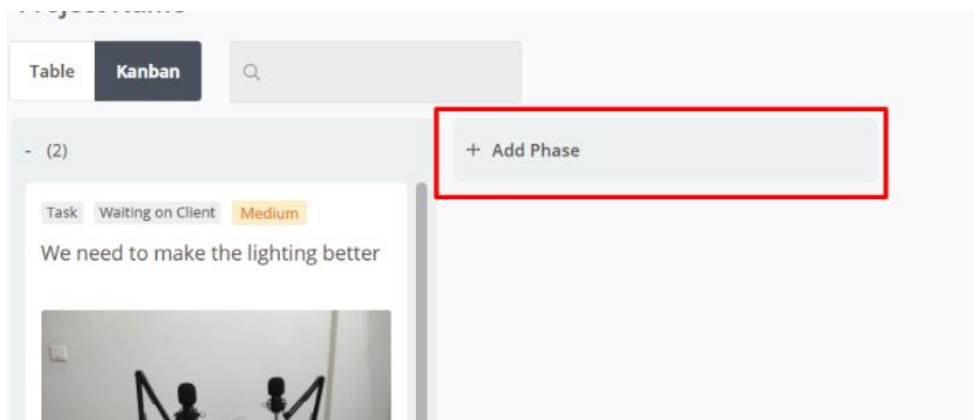 Table Kanban
- (2)
+ Add Phase
Task Waiting on Client Medium
We need to make the lighting better